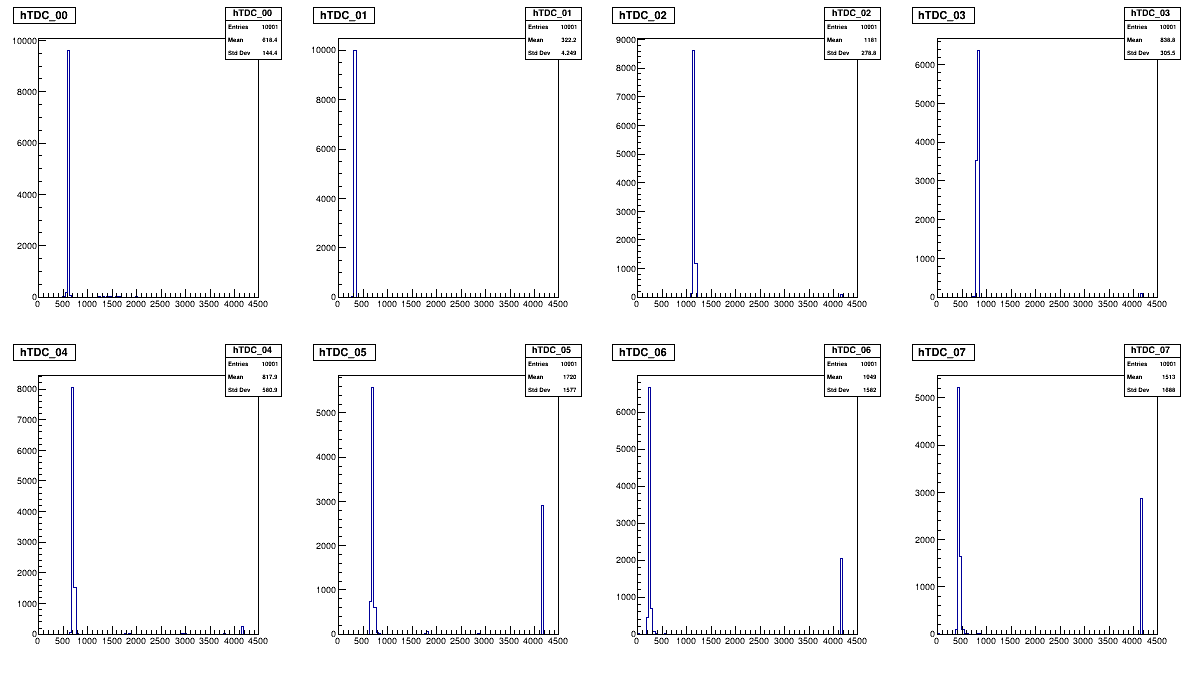 hTDC_00
hTDC_00
Entries 10001
Mean 618.4
Std Dev 144.4
10000
8000
6000
4000
2000
0
0 500 1000 1500 2000 2500 3000 3500 4000 4500
hTDC_01
hTDC_01
Entries 10001
Mean 322.2
Std Dev 4.249
10000
8000
6000
4000
2000
0
0 500 1000 1500 2000 2500 3000 3500 4000 4500
hTDC_02
hTDC_02
Entries 10001
Mean 1161
Std Dev 278.8
9000
8000
7000
6000
5000
4000
3000
2000
1000
0
0 500 1000 1500 2000 2500 3000 3500 4000 4500
hTDC_03
hTDC_03
Entries 10001
Mean 838.8
Std Dev 305.5
6000
5000
4000
3000
2000
1000
0
0 500 1000 1500 2000 2500 3000 3500 4000 4500
hTDC_04
hTDC_04
Entries 10001
Mean 817.9
Std Dev 580.9
8000
7000
6000
5000
4000
3000
2000
1000
0
0 500 1000 1500 2000 2500 3000 3500 4000 4500
hTDC_05
hTDC_05
Entries 10001
Mean 1720
Std Dev 1577
5000
4000
3000
2000
1000
0
0 500 1000 1500 2000 2500 3000 3500 4000 4500
hTDC_06
hTDC_06
Entries 10001
Mean 1049
Std Dev 1582
6000
5000
4000
3000
2000
1000
0
0 500 1000 1500 2000 2500 3000 3500 4000 4500
hTDC_07
hTDC_07
Entries 10001
Mean 1513
Std Dev 1688
5000
4000
3000
2000
1000
0
0 500 1000 1500 2000 2500 3000 3500 4000 4500